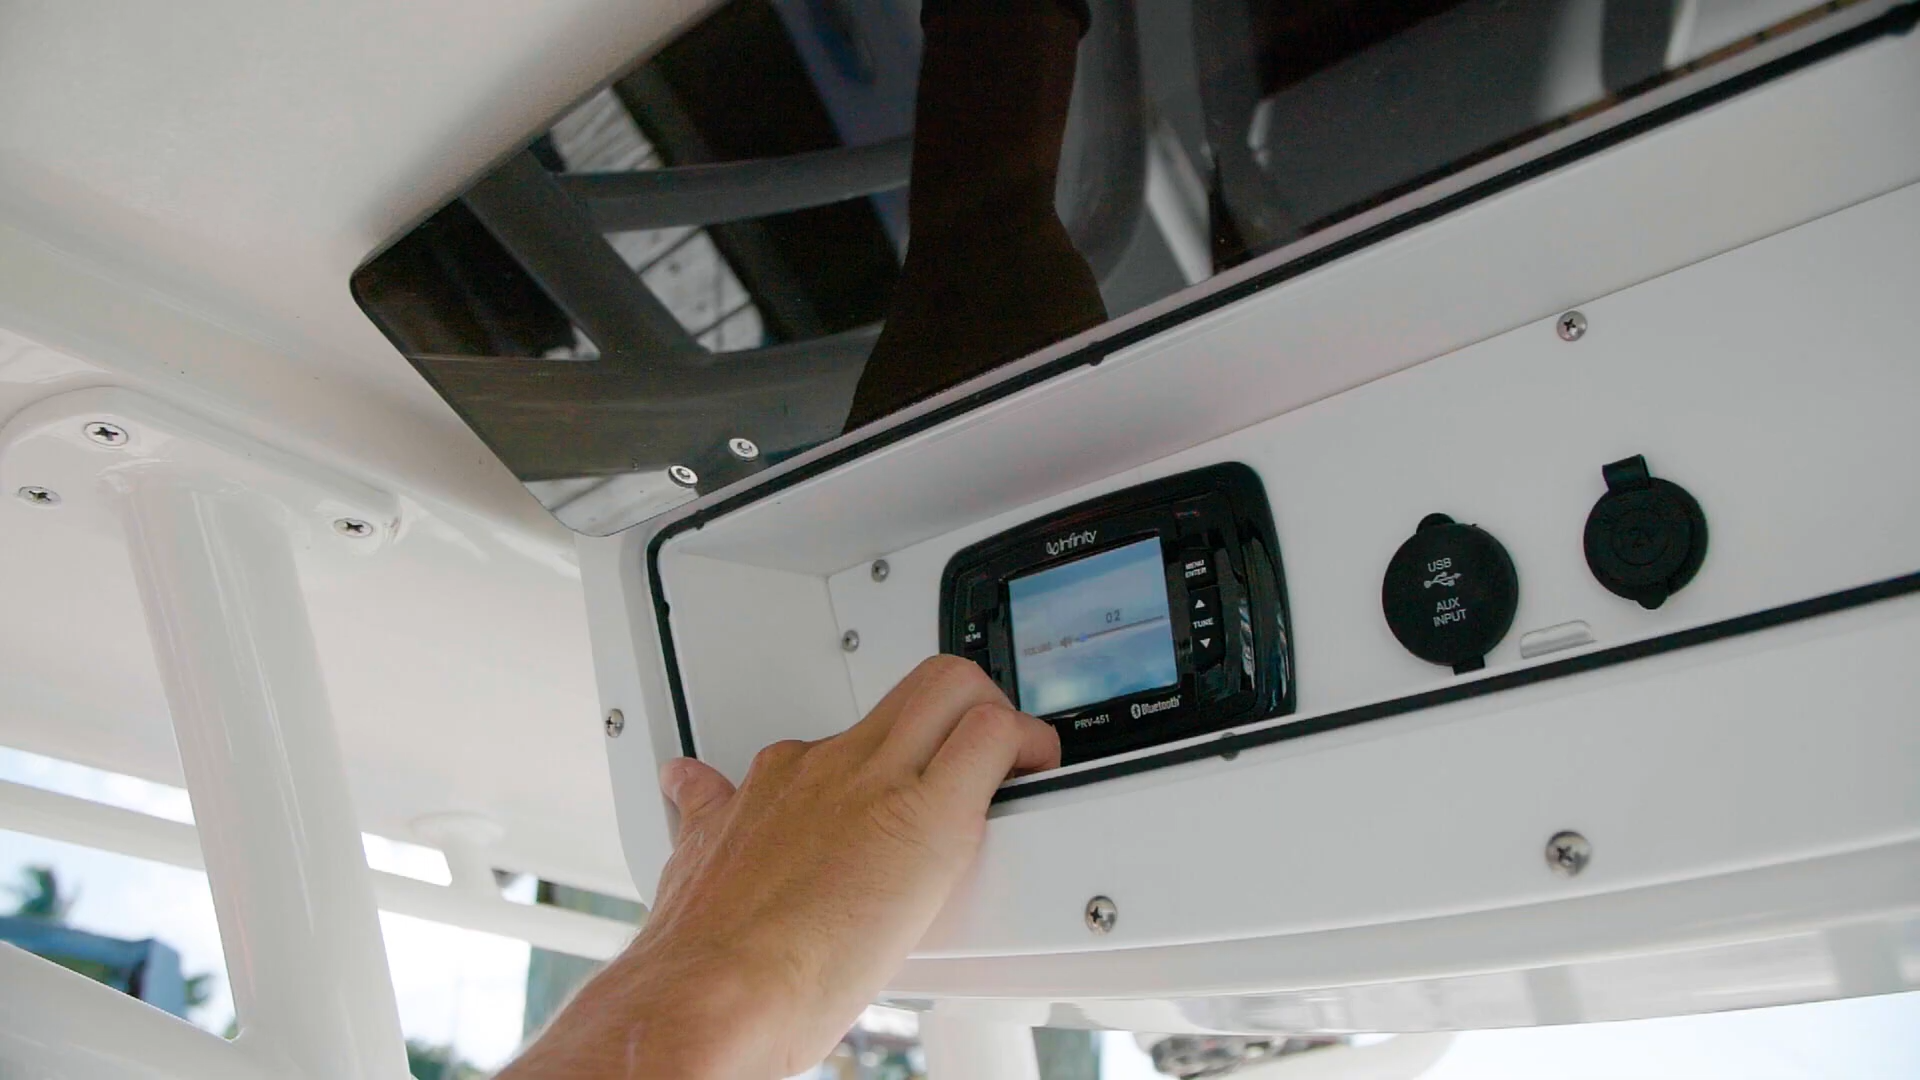 Infinity
MENU
ENTER
TUNE
02
VOLUME
PRV-451
Bluetooth
USB
AUX
INPUT